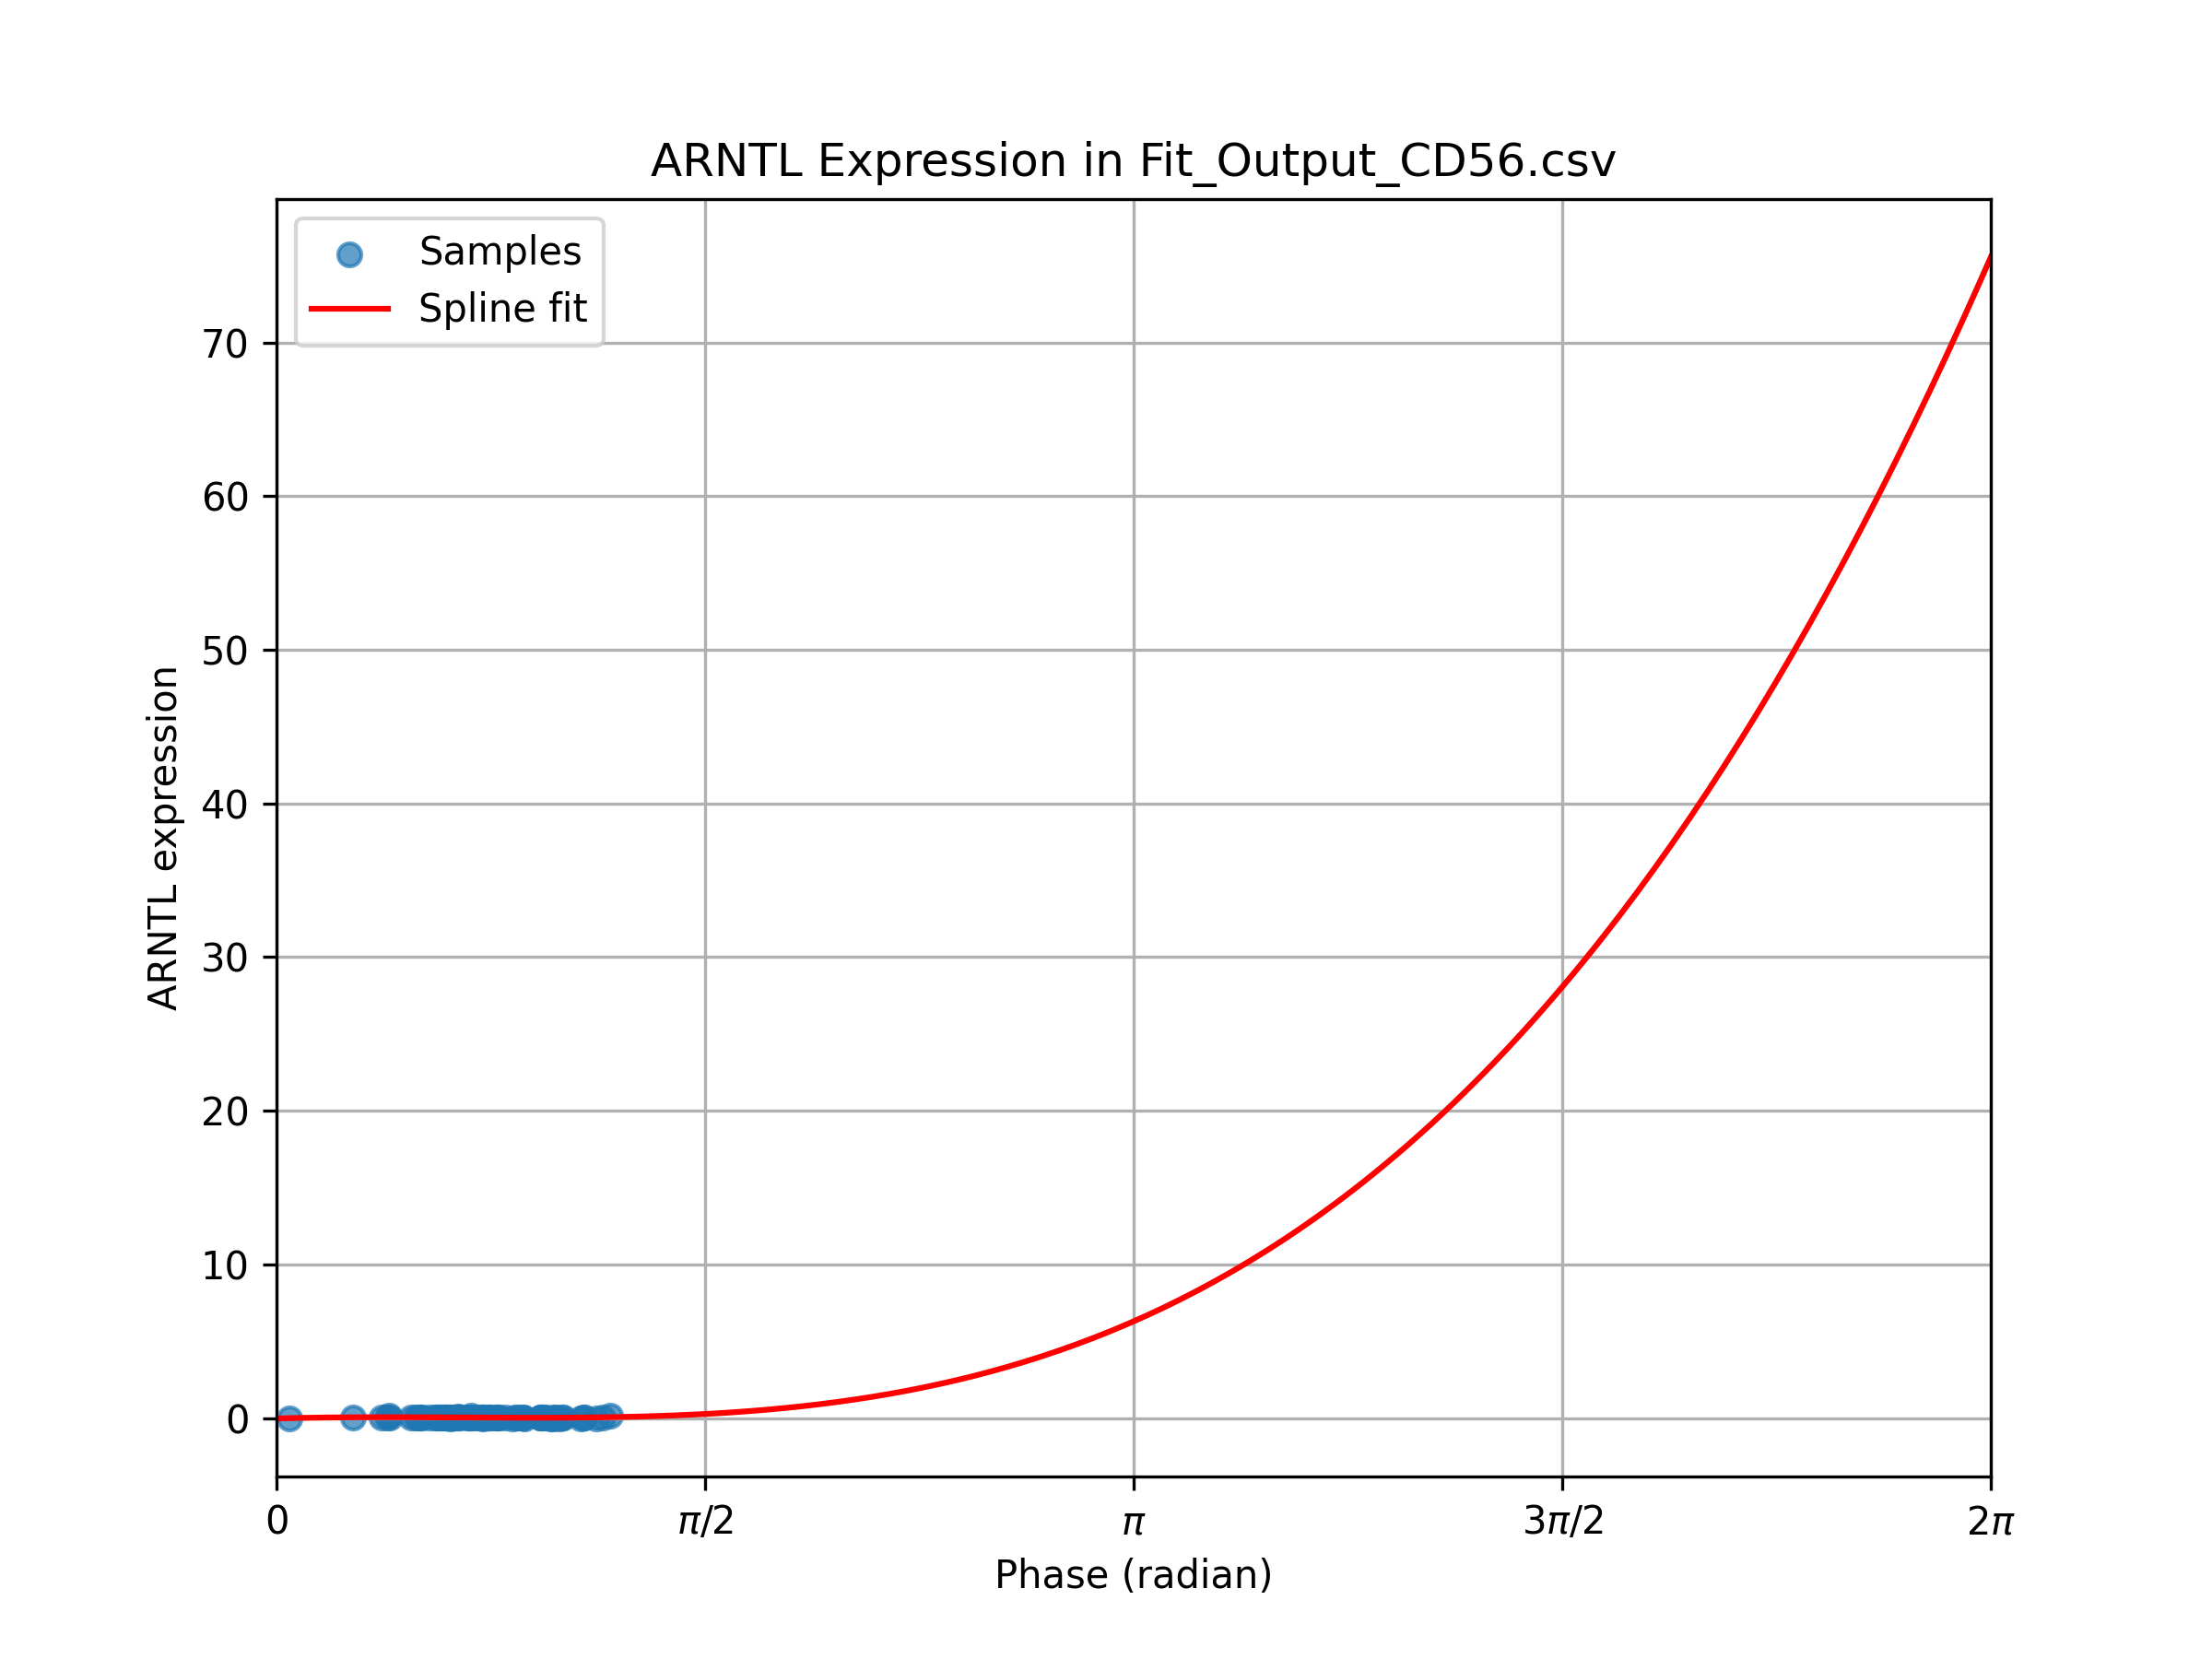 ARNTL Expression in Fit_Output_CD56.csv
Samples
Spline fit
70
60
50
40
30
20
10
0
ARNTL expression
0 π/2 π 3π/2 2π
Phase (radian)